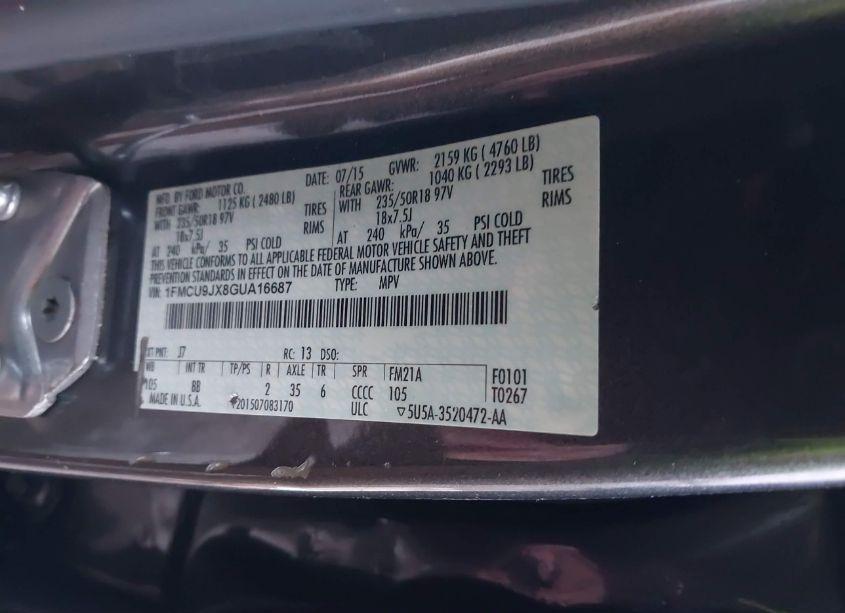 MFD. BY FORD MOTOR CO.
DATE: 07/15 GVWR: 2159 KG ( 4760 LB)
FRONT GAWR: 1125 KG ( 2480 LB) REAR GAWR: 1040 KG ( 2293 LB)
WITH 235/50R18 97V TIRES WITH 235/50R18 97V TIRES
18x7.5J RIMS 18x7.5J RIMS
AT 240 kPa/ 35 PSI COLD AT 240 kPa/ 35 PSI COLD
THIS VEHICLE CONFORMS TO ALL APPLICABLE FEDERAL MOTOR VEHICLE SAFETY AND THEFT
PREVENTION STANDARDS IN EFFECT ON THE DATE OF MANUFACTURE SHOWN ABOVE.
VIN: 1FMCU9JX8GUA16687 TYPE: MPV
EXT PNT: J7 RC: 13 DSO:
WB INT TR TP/PS R AXLE TR SPR FM21A F0101
105 BB 2 35 6 CCCC 105 T0267
MADE IN U.S.A. *201507083170 ULC ▽5U5A-3520472-AA